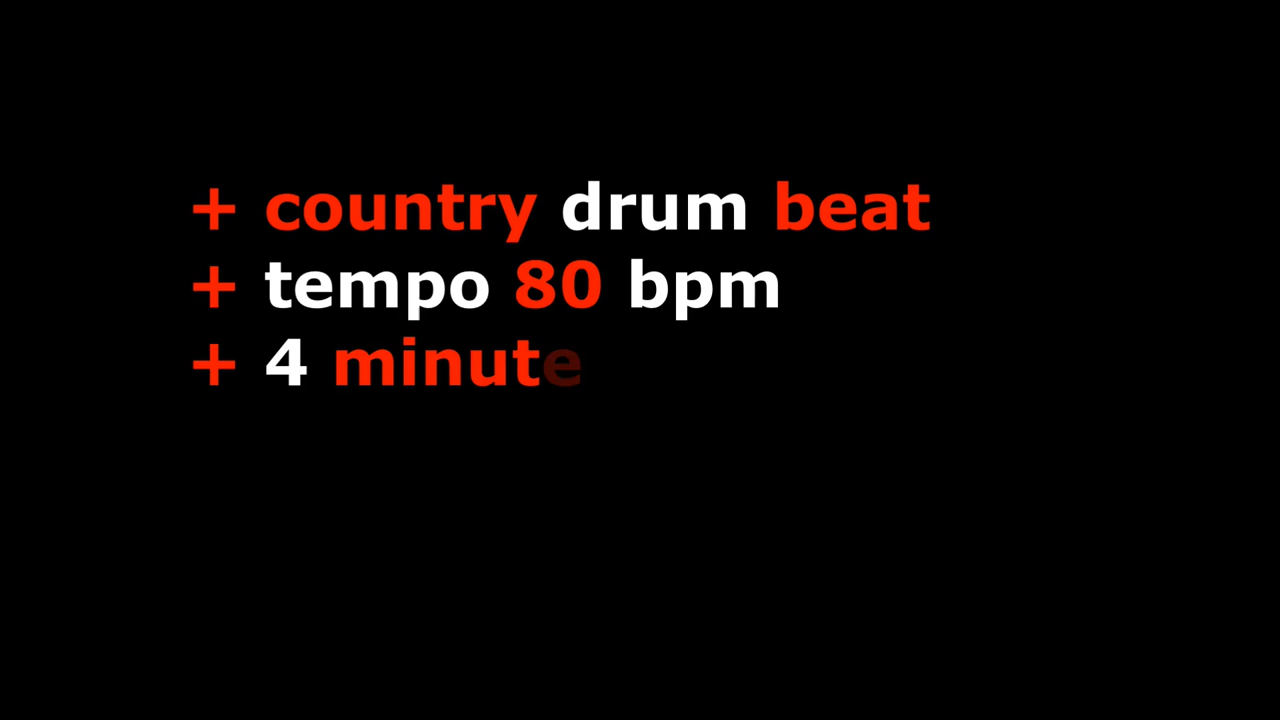 + country drum beat
+ tempo 80 bpm
+ 4 minute